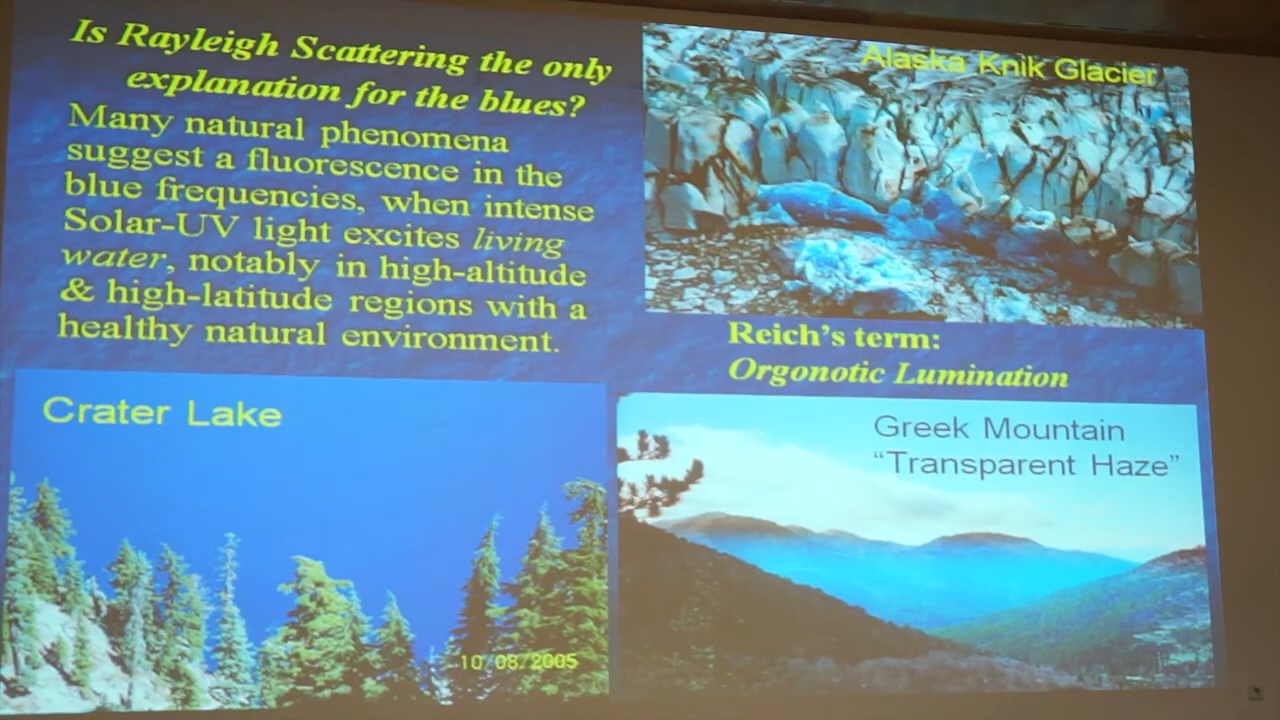 Is Rayleigh Scattering the only
explanation for the blues?
Many natural phenomena
suggest a fluorescence in the
blue frequencies, when intense
Solar-UV light excites living
water, notably in high-altitude
& high-latitude regions with a
healthy natural environment.
Alaska Knik Glacier
Reich's term:
Orgonotic Lumination
Crater Lake
10/08/2005
Greek Mountain
“Transparent Haze”